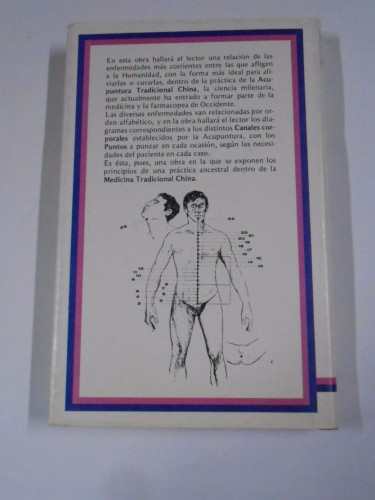 En esta obra hallará el lector una relación de las
enfermedades más corrientes entre las que afligen
a la Humanidad, con la forma más ideal para ali-
viarlas o curarlas, dentro de la práctica de la Acu-
puntura Tradicional China, la ciencia milenaria,
que actualmente ha entrado a formar parte de la
medicina y la farmacopea de Occidente.
Las diversas enfermedades van relacionadas por or-
den alfabético, y en la obra hallará el lector los dia-
gramas correspondientes a los distintos Canales cor-
porales establecidos por la Acupuntura, con los
Puntos a punzar en cada ocasión, según las necesi-
dades del paciente en cada caso.
Es ésta, pues, una obra en la que se exponen los
principios de una práctica ancestral dentro de la
Medicina Tradicional China.